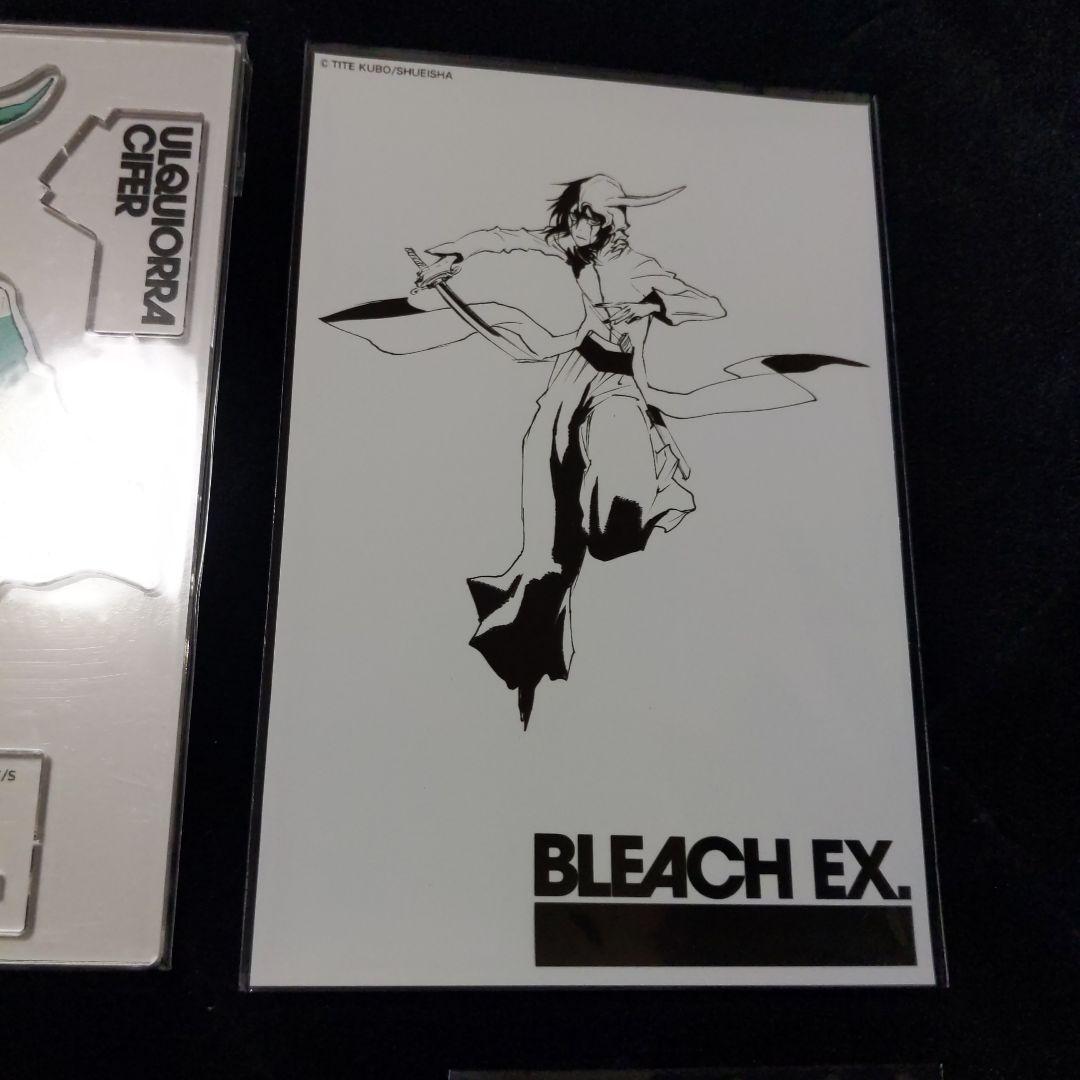 © TITE KUBO/SHUEISHA
ULQUIORRA
CIFER
BLEACH EX.
/S